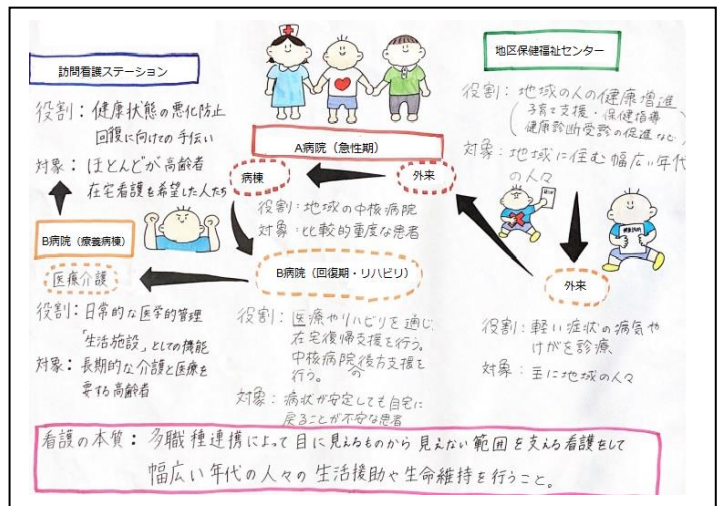 訪問看護ステーション
役割：健康状態の悪化防止
回復に向けての手伝い
対象：ほとんどが高齢者
在宅看護を希望した人たち
地区保健福祉センター
役割：地域の人の健康増進
(子育て支援・保健指導
健康診断受診の促進など)
対象：地域に住む幅広い年代
の人々
A病院（急性期）
病棟
外来
役割：地域の中核病院
対象：比較的重度な患者
B病院（療養病棟）
医療介護
役割：日常的な医学的管理
「生活施設」としての機能
対象：長期的な介護と医療を
要する高齢者
B病院（回復期・リハビリ）
役割：医療やリハビリを通じ、
在宅復帰支援を行う。
中核病院の後方支援を
行う。
対象：病状が安定しても自宅に
戻ることが不安な患者
外来
役割：軽い症状の病気や
けがを診療、
対象：主に地域の人々
看護の本質：多職種連携によって目に見えるものから見えない範囲を支える看護をして
幅広い年代の人々の生活援助や生命維持を行うこと。